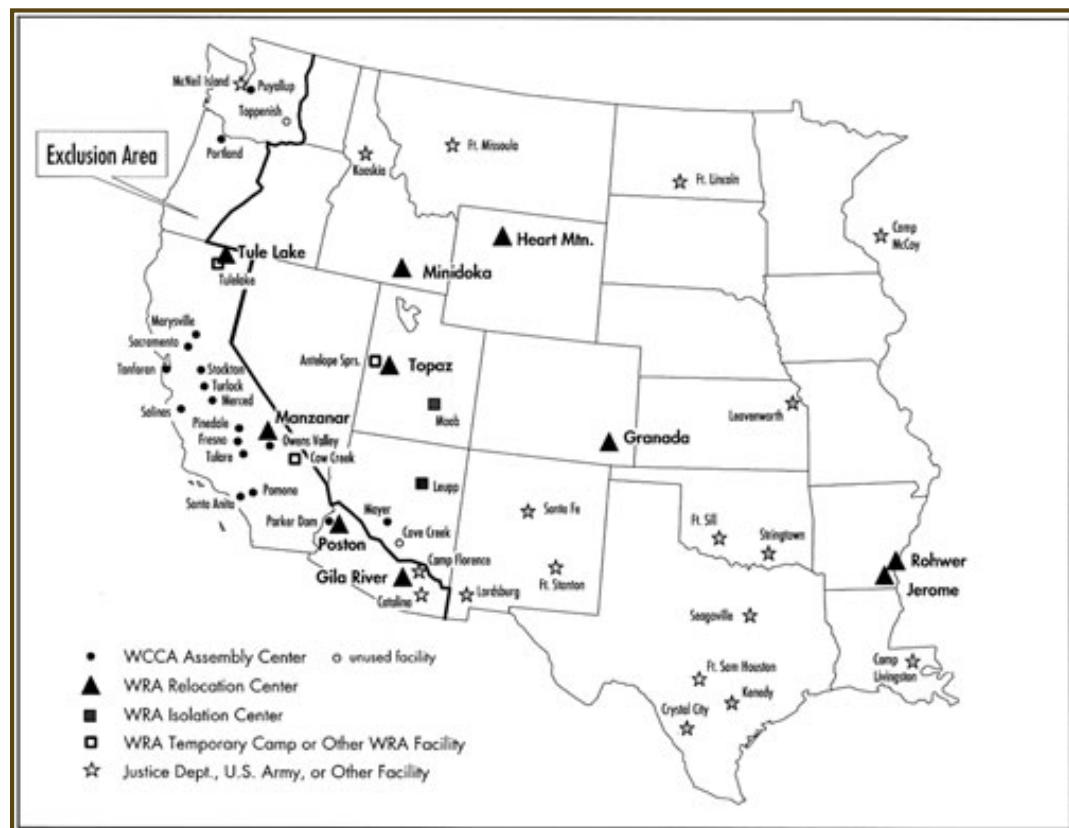 McNeil Island
Puyallup
Toppenish
Portland
Exclusion Area
Kooskia
Ft. Missoula
Ft. Lincoln
Camp
McCoy
Heart Mtn.
Tule Lake
Tulelake
Minidoka
Marysville
Sacramento
Tanforan
Stockton
Turlock
Merced
Salinas
Antelope Sprs.
Topaz
Moab
Leavenworth
Manzanar
Pinedale
Fresno
Tulare
Owens Valley
Cow Creek
Granada
Santa Anita
Pomona
Leupp
Parker Dam
Mayer
Cave Creek
Santa Fe
Ft. Sill
Stringtown
Poston
Camp Florence
Gila River
Catalina
Lordsburg
Ft. Stanton
Rohwer
Jerome
Seagoville
Ft. Sam Houston
Kenedy
Crystal City
Camp
Livingston
WCCA Assembly Center
unused facility
WRA Relocation Center
WRA Isolation Center
WRA Temporary Camp or Other WRA Facility
Justice Dept., U.S. Army, or Other Facility